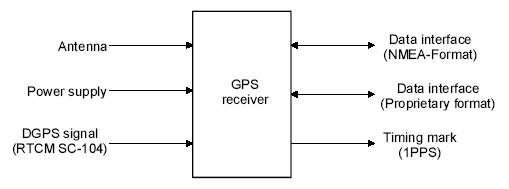 Antenna
Power supply
DGPS signal
(RTCM SC-104)
GPS
receiver
Data interface
(NMEA-Format)
Data interface
(Proprietary format)
Timing mark
(1PPS)